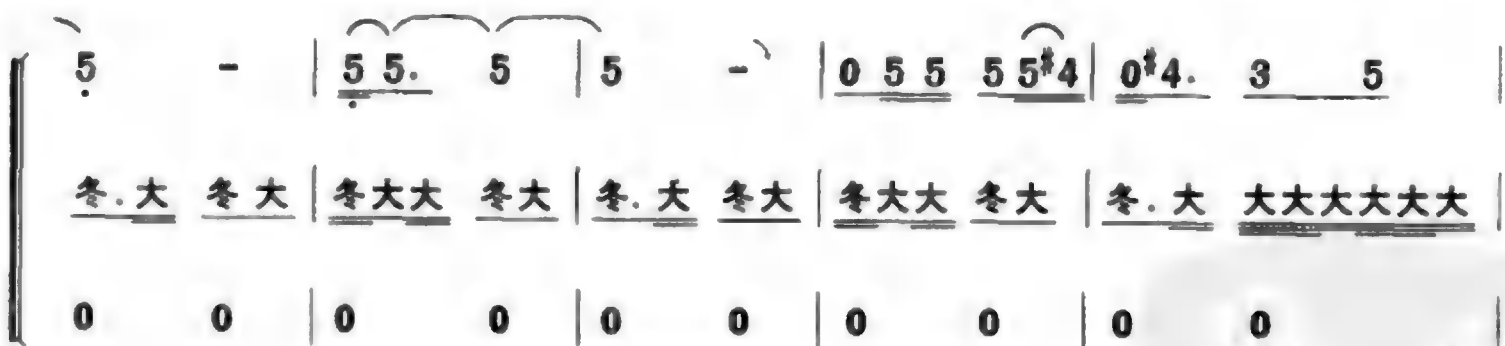 5 - | 5 5. 5 | 5 - | 0 5 5 5 5 #4 | 0 #4. 3 5 |
冬. 大 冬 大 | 冬大大 冬大 | 冬. 大 冬大 | 冬大大 冬大 | 冬. 大 大大大大大大 |
0 0 | 0 0 | 0 0 | 0 0 | 0 0 |